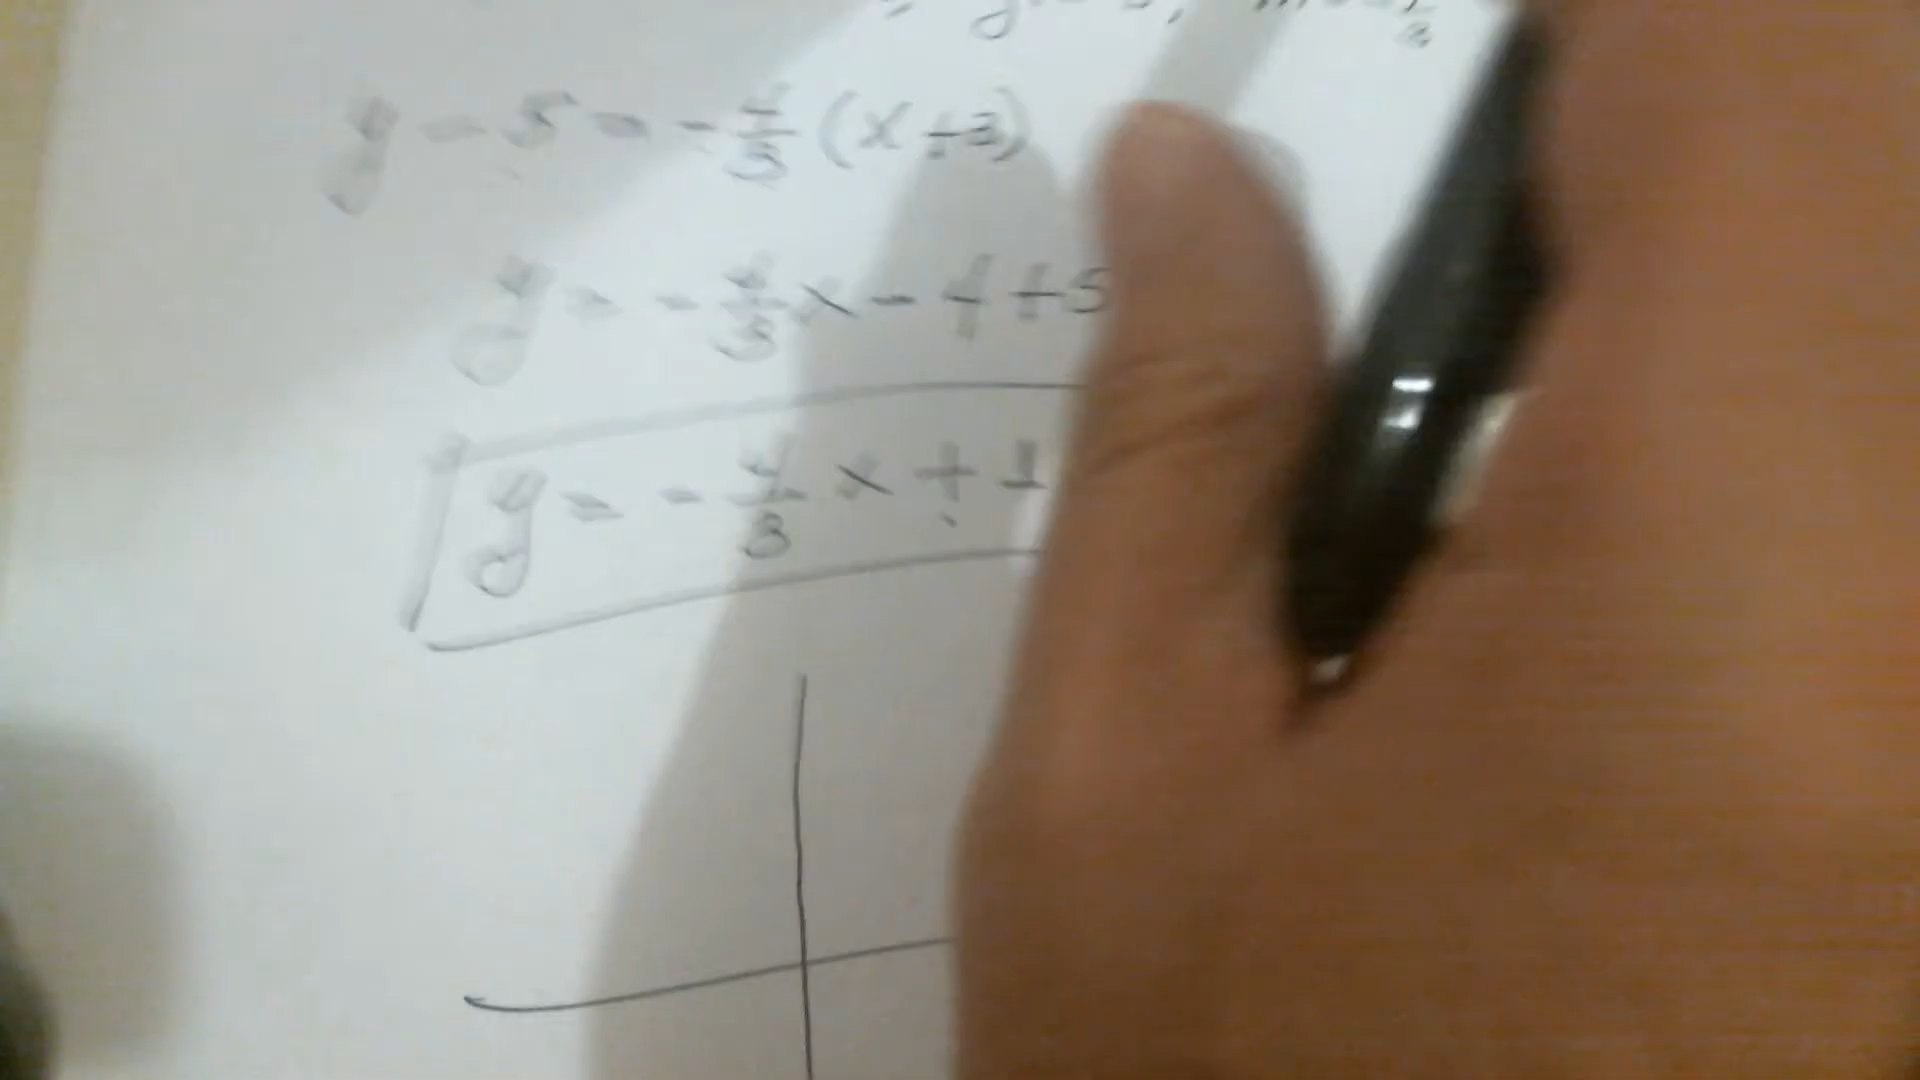 y - 5 = - 4/3 (x + 3)
y = - 4/3 x - 4 + 5
y = - 4/3 x + 1